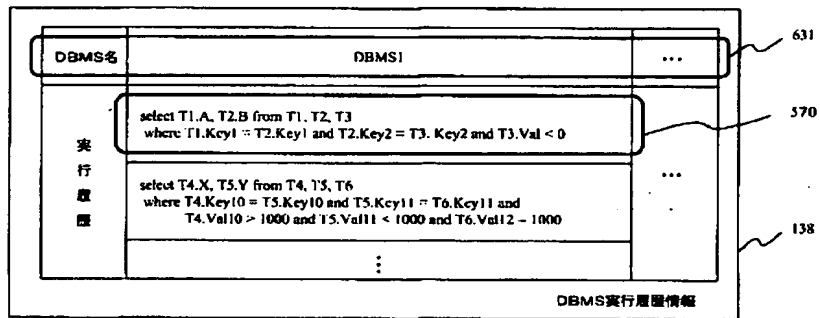 DBMS名 DBMS1 ... 631
select T1.A, T2.B from T1, T2, T3
where T1.Key1 = T2.Key1 and T2.Key2 = T3. Key2 and T3.Val < 0
570
実行履歴
...
select T4.X, T5.Y from T4, T5, T6
where T4.Key10 = T5.Key10 and T5.Key11 = T6.Key11 and
T4.Val10 > 1000 and T5.Val11 < 1000 and T6.Val12 = 1000
138
⋮
DBMS実行履歴情報